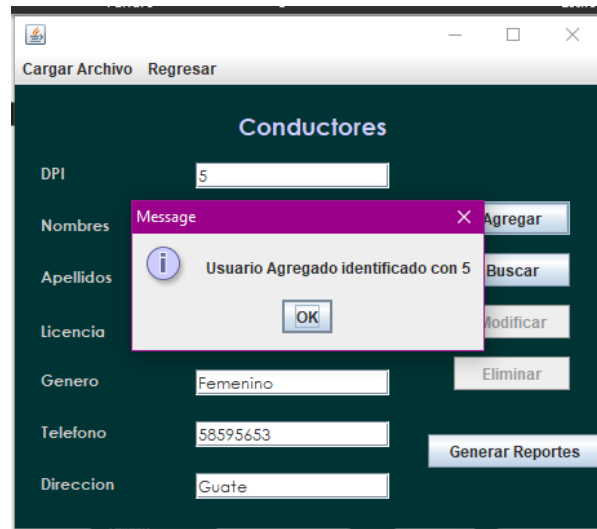 Cargar Archivo Regresar
Conductores
DPI 5
Message
Nombres Agregar
Usuario Agregado identificado con 5
Apellidos Buscar
OK
Licencia Modificar
Genero Femenino Eliminar
Telefono 58595653
Generar Reportes
Direccion Guate